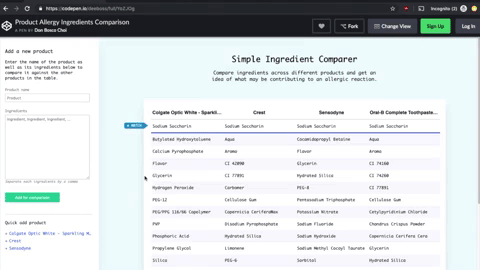 https://codepen.io/desboss/full/YoZJOg
Incognito (2)
Product Allergy Ingredients Comparison
A PEN BY Don Bosco Choi
Fork
Change View
Sign Up
Log In
Add a new product
Enter the name of the product
as well as its ingredients below to
compare it against the other
products in the table.
Product name
Product
Ingredients
Ingredient, Ingredient, Ingredient, ...
Separate each ingredient by a comma
Add for comparison
Quick add product
+ Colgate Optic White - Sparkling M…
+ Crest
+ Sensodyne
Simple Ingredient Comparer
Compare ingredients across different products and get an
idea of what may be contributing to an allergic reaction.
Colgate Optic White - Sparkli… Crest Sensodyne Oral-B Complete Toothpaste…
4 MATCH Sodium Saccharin Sodium Saccharin Sodium Saccharin Sodium Saccharin
Butylated Hydroxytoluene Aqua Cocamidopropyl Betaine Aqua
Calcium Pyrophosphate Aroma Flavor Aroma
Flavor CI 42090 Glycerin CI 74160
Glycerin CI 77891 Hydrated Silica CI 74260
Hydrogen Peroxide Carbomer PEG-8 CI 77891
PEG-12 Cellulose Gum Pentasodium Triphosphate Cellulose Gum
PEG/PPG 116/66 Copolymer Copernicia Cerifera Wax Potassium Nitrate Cetylpyridinium Chloride
PVP Disodium Pyrophosphate Sodium Fluoride Chondrus Crispus Powder
Phosphoric Acid Hydrated Silica Sodium Hydroxide Copernicia Cerifera Cera
Propylene Glycol Limonene Sodium Methyl Cocoyl Taurate Glycerin
Silica PEG-6 Sorbitol Hydrated Silica